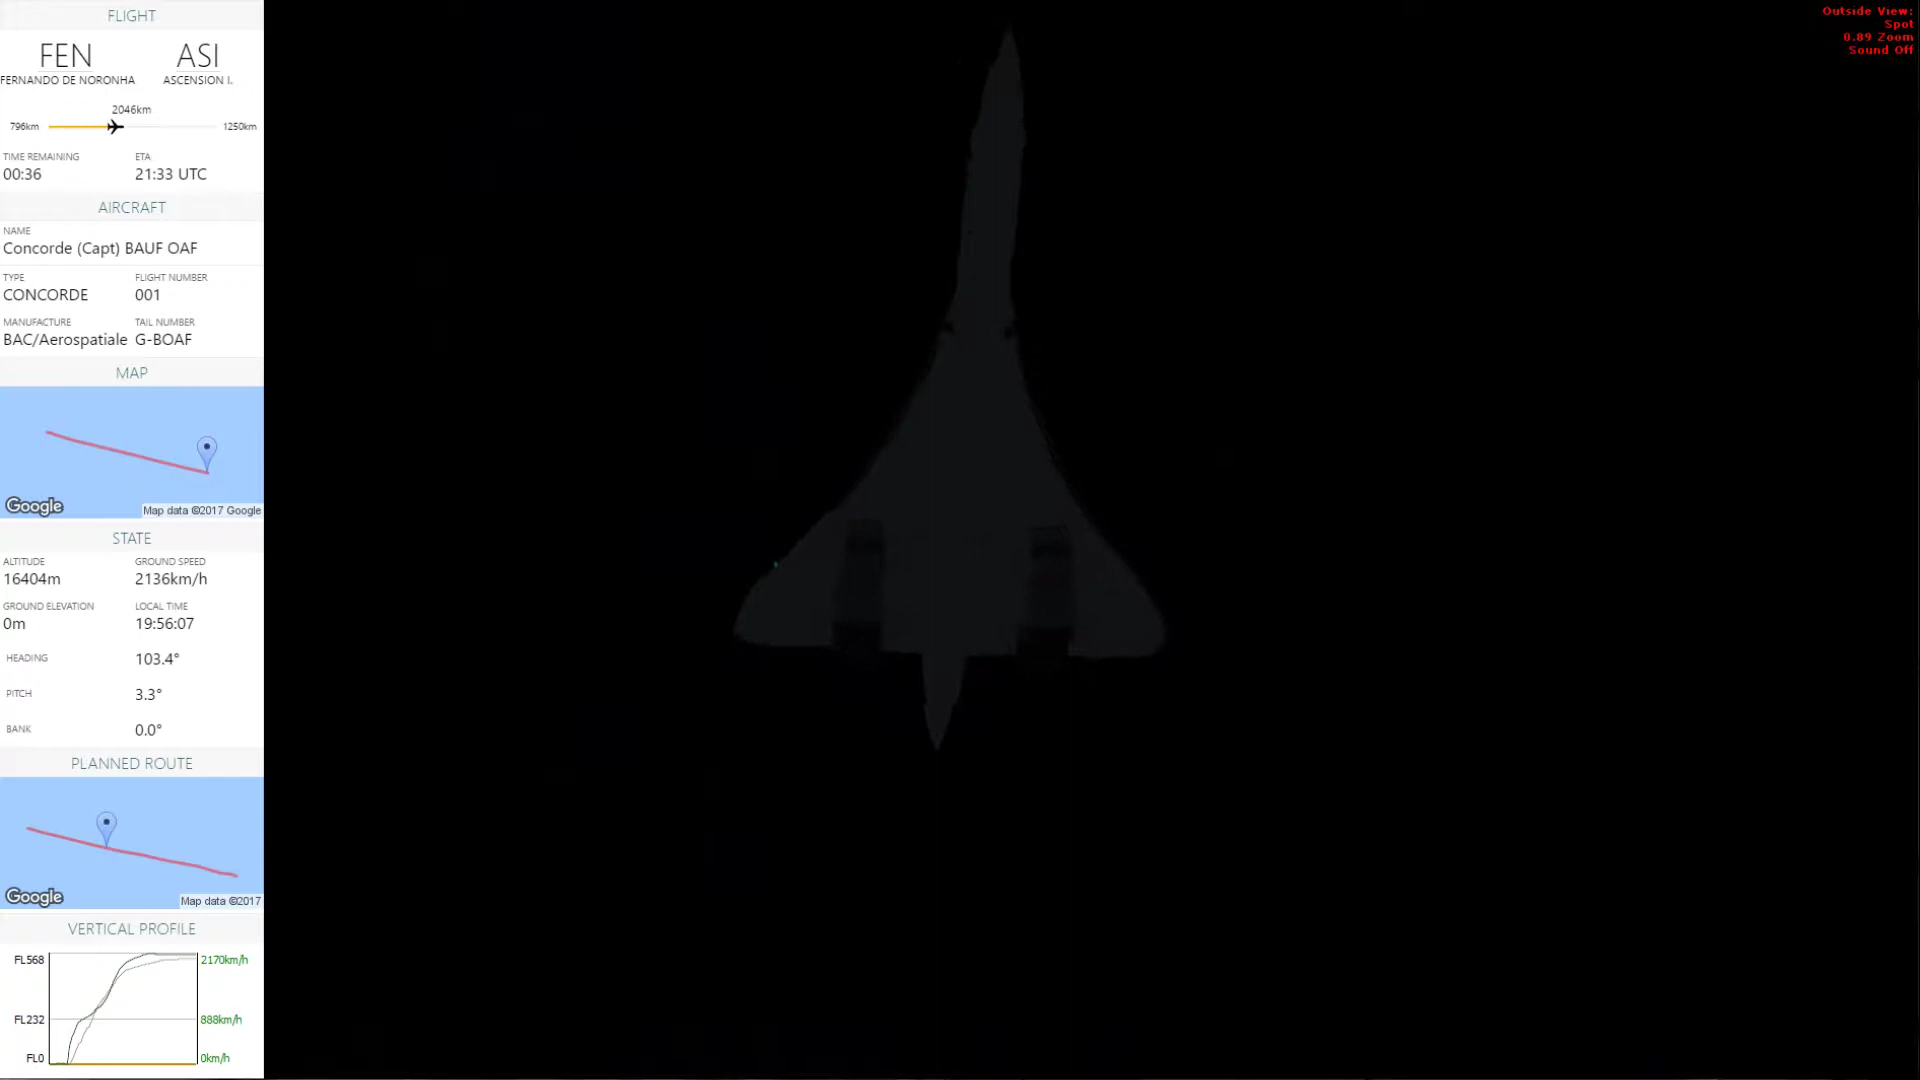 FLIGHT
FEN ASI
FERNANDO DE NORONHA ASCENSION I.
2046km
796km 1250km
TIME REMAINING ETA
00:36 21:33 UTC
AIRCRAFT
NAME
Concorde (Capt) BAUF OAF
TYPE FLIGHT NUMBER
CONCORDE 001
MANUFACTURE TAIL NUMBER
BAC/Aerospatiale G-BOAF
MAP
Google Map data ©2017 Google
STATE
ALTITUDE GROUND SPEED
16404m 2136km/h
GROUND ELEVATION LOCAL TIME
0m 19:56:07
HEADING 103.4°
PITCH 3.3°
BANK 0.0°
PLANNED ROUTE
Google Map data ©2017
VERTICAL PROFILE
FL568 2170km/h
FL232 888km/h
FL0 0km/h
Outside View:
Spot
0.89 Zoom
Sound Off